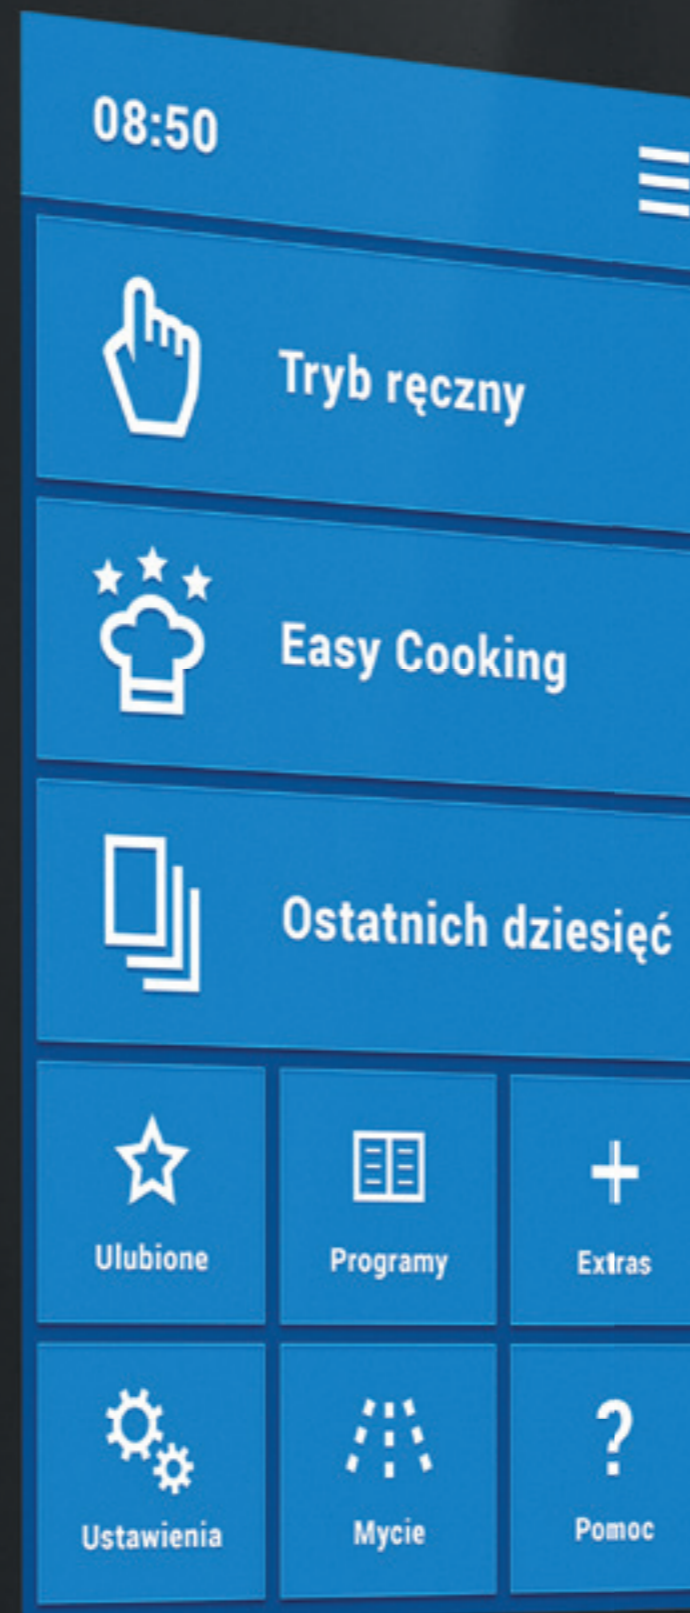 08:50
Tryb ręczny
Easy Cooking
Ostatnich dziesięć
Ulubione
Programy
Extras
Ustawienia
Mycie
?
Pomoc